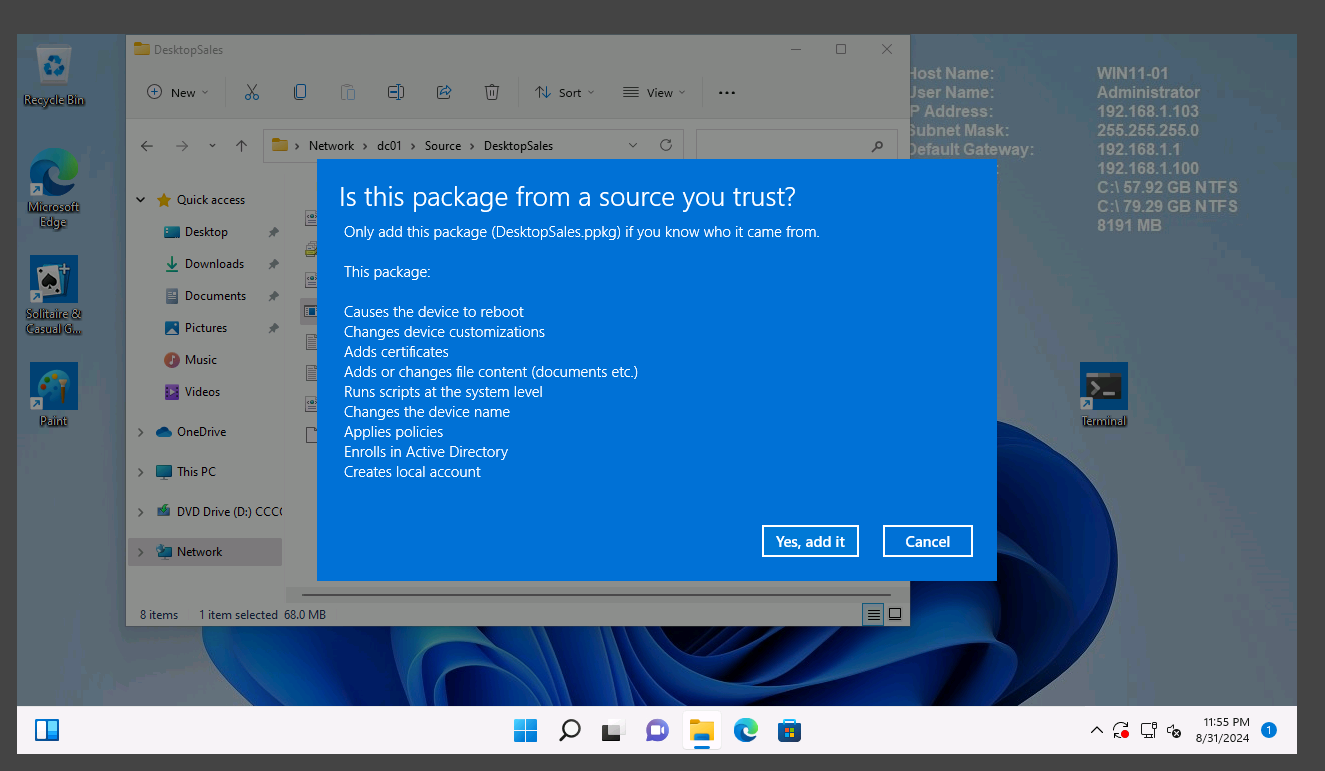 Recycle Bin
Microsoft
Edge
Solitaire &
Casual G...
Paint
DesktopSales
New
Sort
View
Network
dc01
Source
DesktopSales
Quick access
Desktop
Downloads
Documents
Pictures
Music
Videos
OneDrive
This PC
DVD Drive (D:) CCC
Network
8 items 1 item selected 68.0 MB
Is this package from a source you trust?
Only add this package (DesktopSales.ppkg) if you know who it came from.
This package:
Causes the device to reboot
Changes device customizations
Adds certificates
Adds or changes file content (documents etc.)
Runs scripts at the system level
Changes the device name
Applies policies
Enrolls in Active Directory
Creates local account
Yes, add it
Cancel
Host Name: WIN11-01
User Name: Administrator
IP Address: 192.168.1.103
Subnet Mask: 255.255.255.0
Default Gateway: 192.168.1.1
192.168.1.100
C:\ 57.92 GB NTFS
C:\ 79.29 GB NTFS
8191 MB
Terminal
11:55 PM
8/31/2024
1